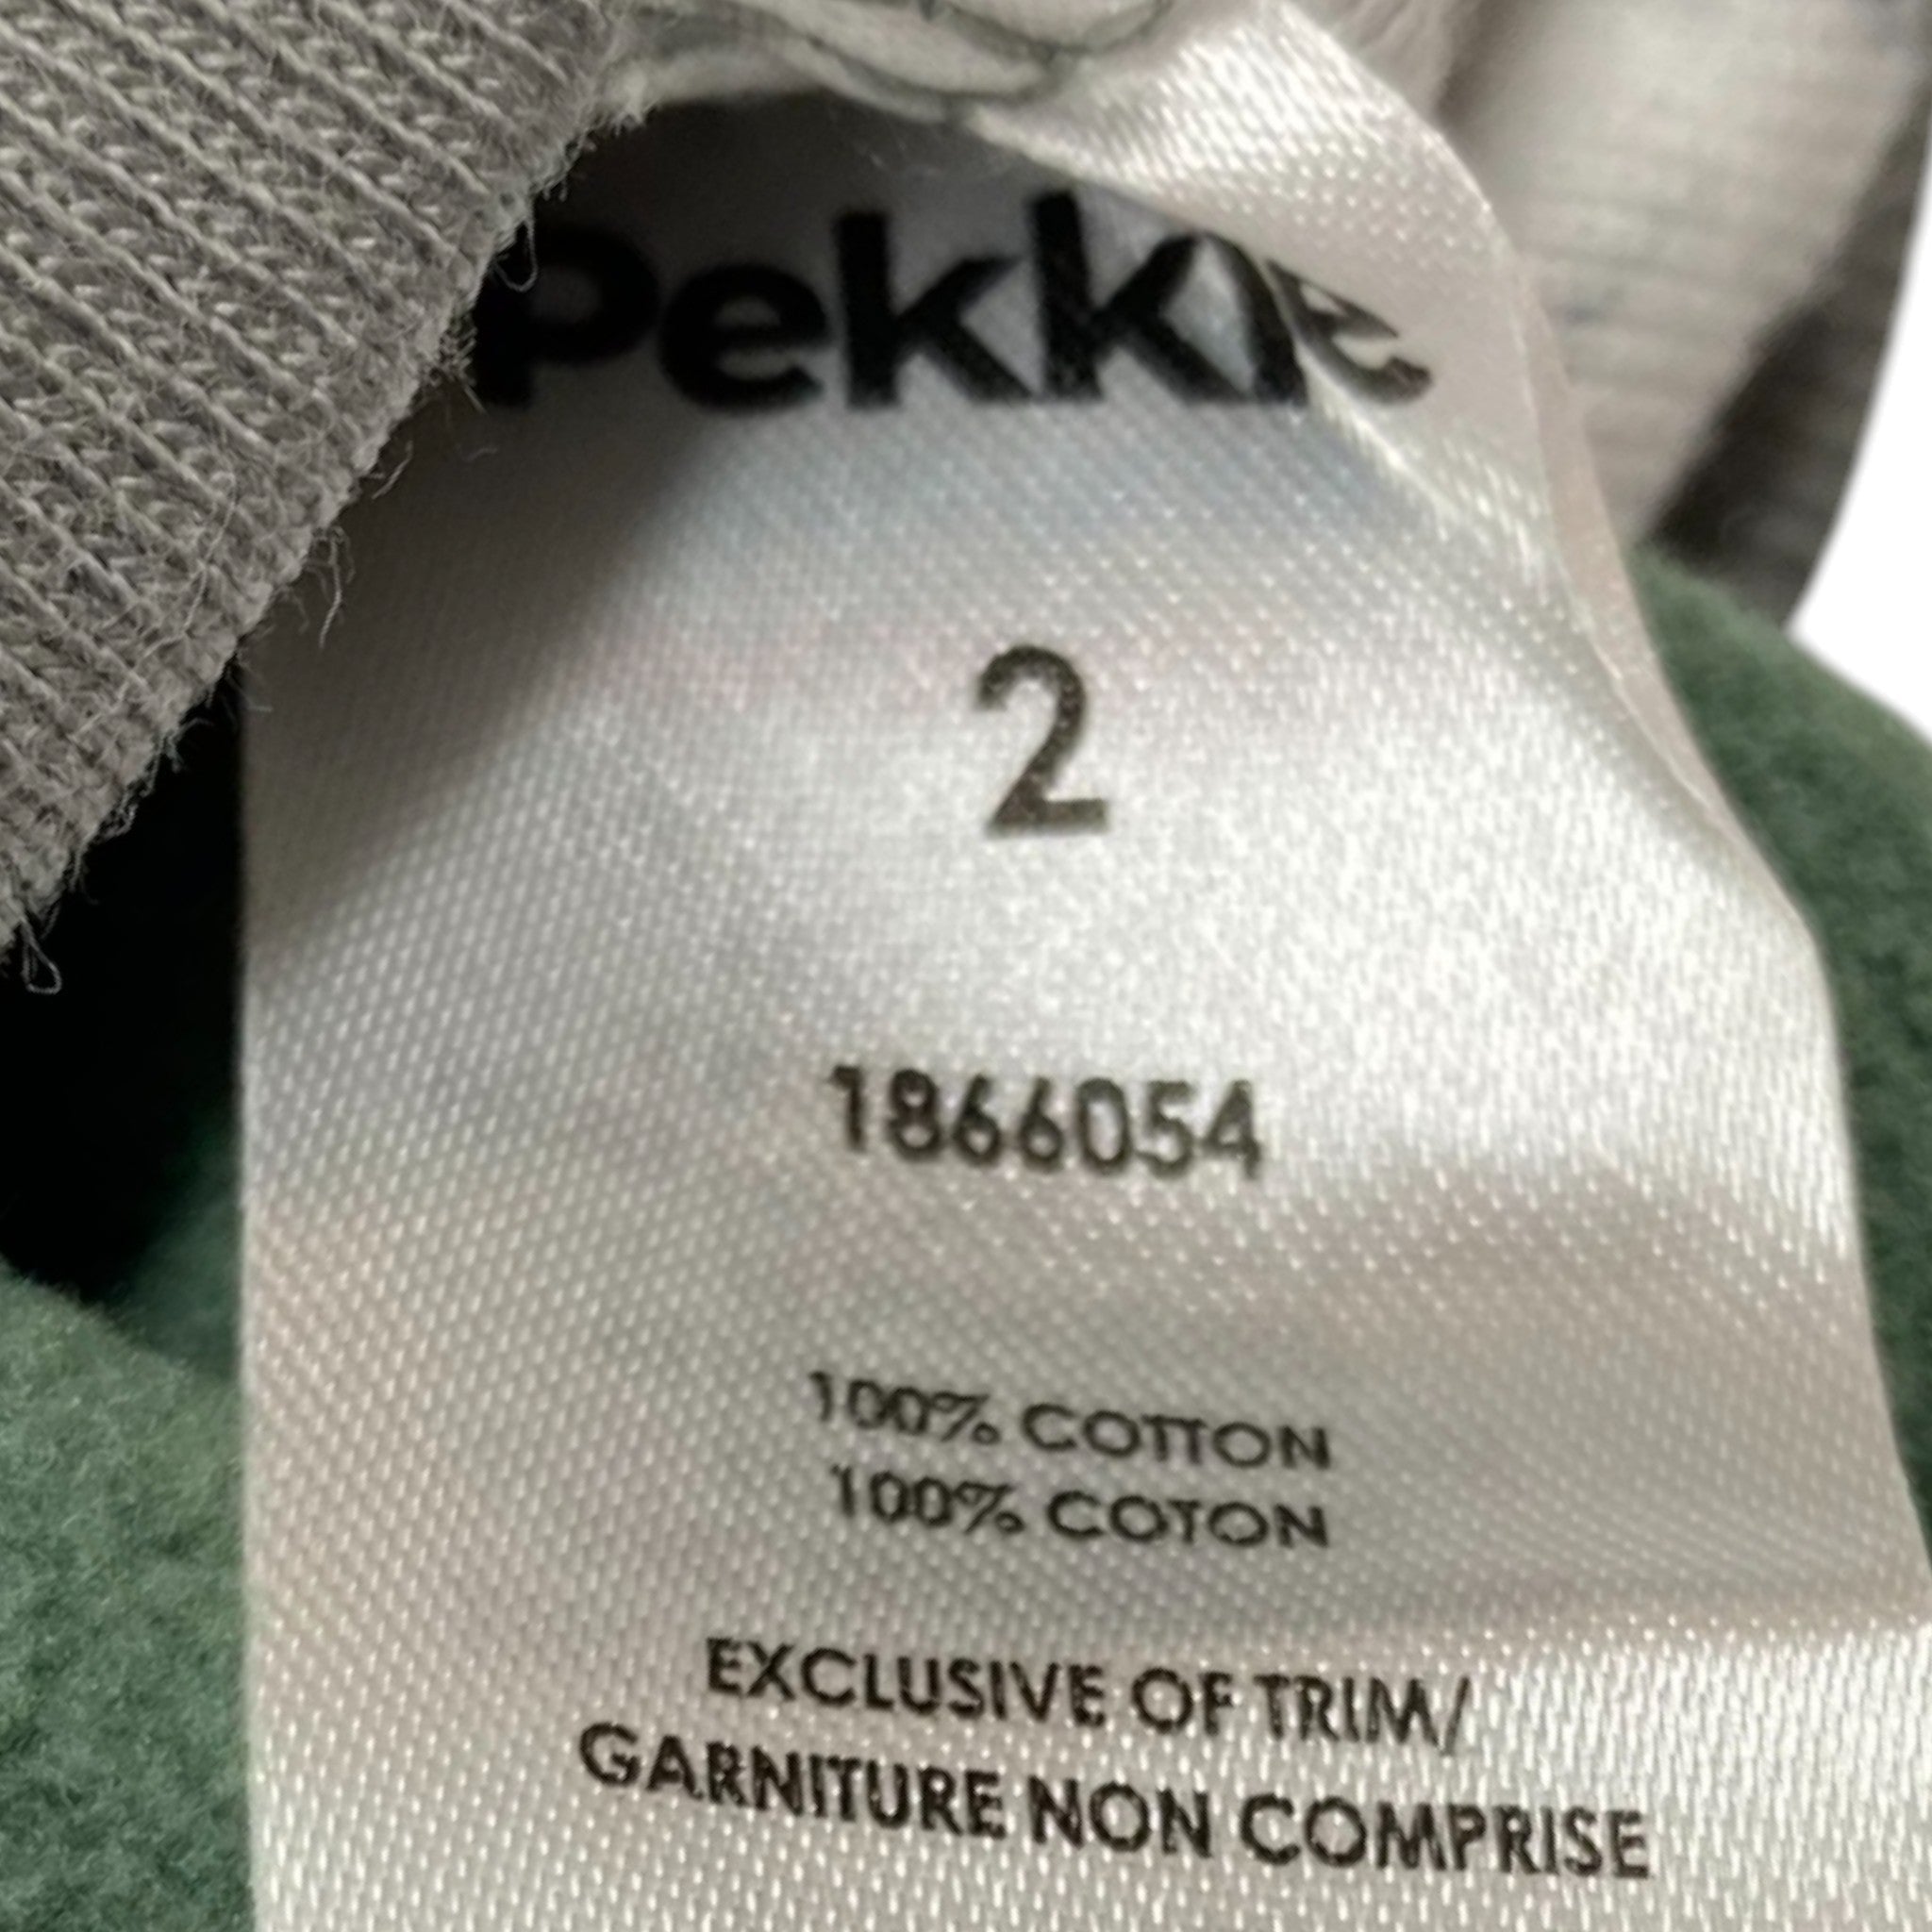 Pekkle
2
1866054
100% COTTON
100% COTON
EXCLUSIVE OF TRIM/
GARNITURE NON COMPRISE